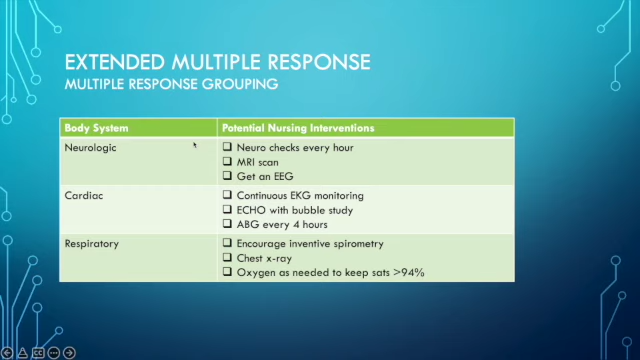 EXTENDED MULTIPLE RESPONSE
MULTIPLE RESPONSE GROUPING
Body System
Potential Nursing Interventions
Neurologic
Neuro checks every hour
MRI scan
Get an EEG
Cardiac
Continuous EKG monitoring
ECHO with bubble study
ABG every 4 hours
Respiratory
Encourage inventive spirometry
Chest x-ray
Oxygen as needed to keep sats >94%